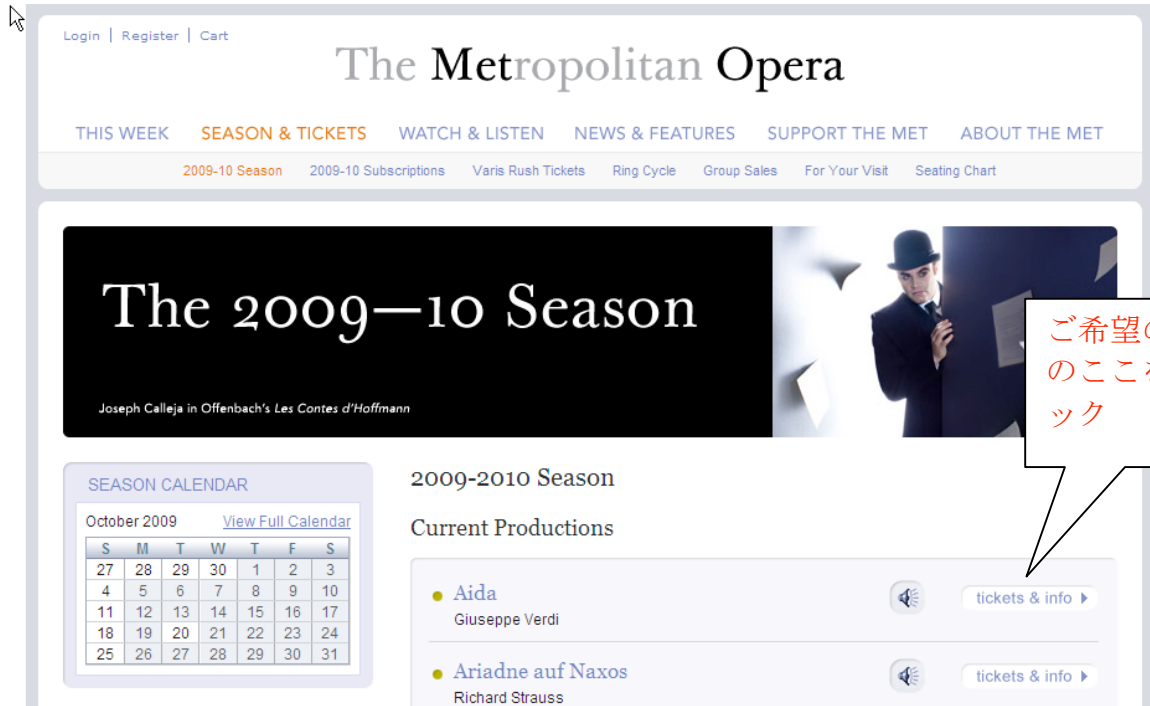 Login | Register | Cart
The Metropolitan Opera
THIS WEEK SEASON & TICKETS WATCH & LISTEN NEWS & FEATURES SUPPORT THE MET ABOUT THE MET
2009-10 Season 2009-10 Subscriptions Varis Rush Tickets Ring Cycle Group Sales For Your Visit Seating Chart
The 2009—10 Season
Joseph Calleja in Offenbach's Les Contes d'Hoffmann
ご希望の
のここを
ック
SEASON CALENDAR
October 2009 View Full Calendar
S M T W T F S
27 28 29 30 1 2 3
4 5 6 7 8 9 10
11 12 13 14 15 16 17
18 19 20 21 22 23 24
25 26 27 28 29 30 31
2009-2010 Season
Current Productions
Aida tickets & info
Giuseppe Verdi
Ariadne auf Naxos tickets & info
Richard Strauss